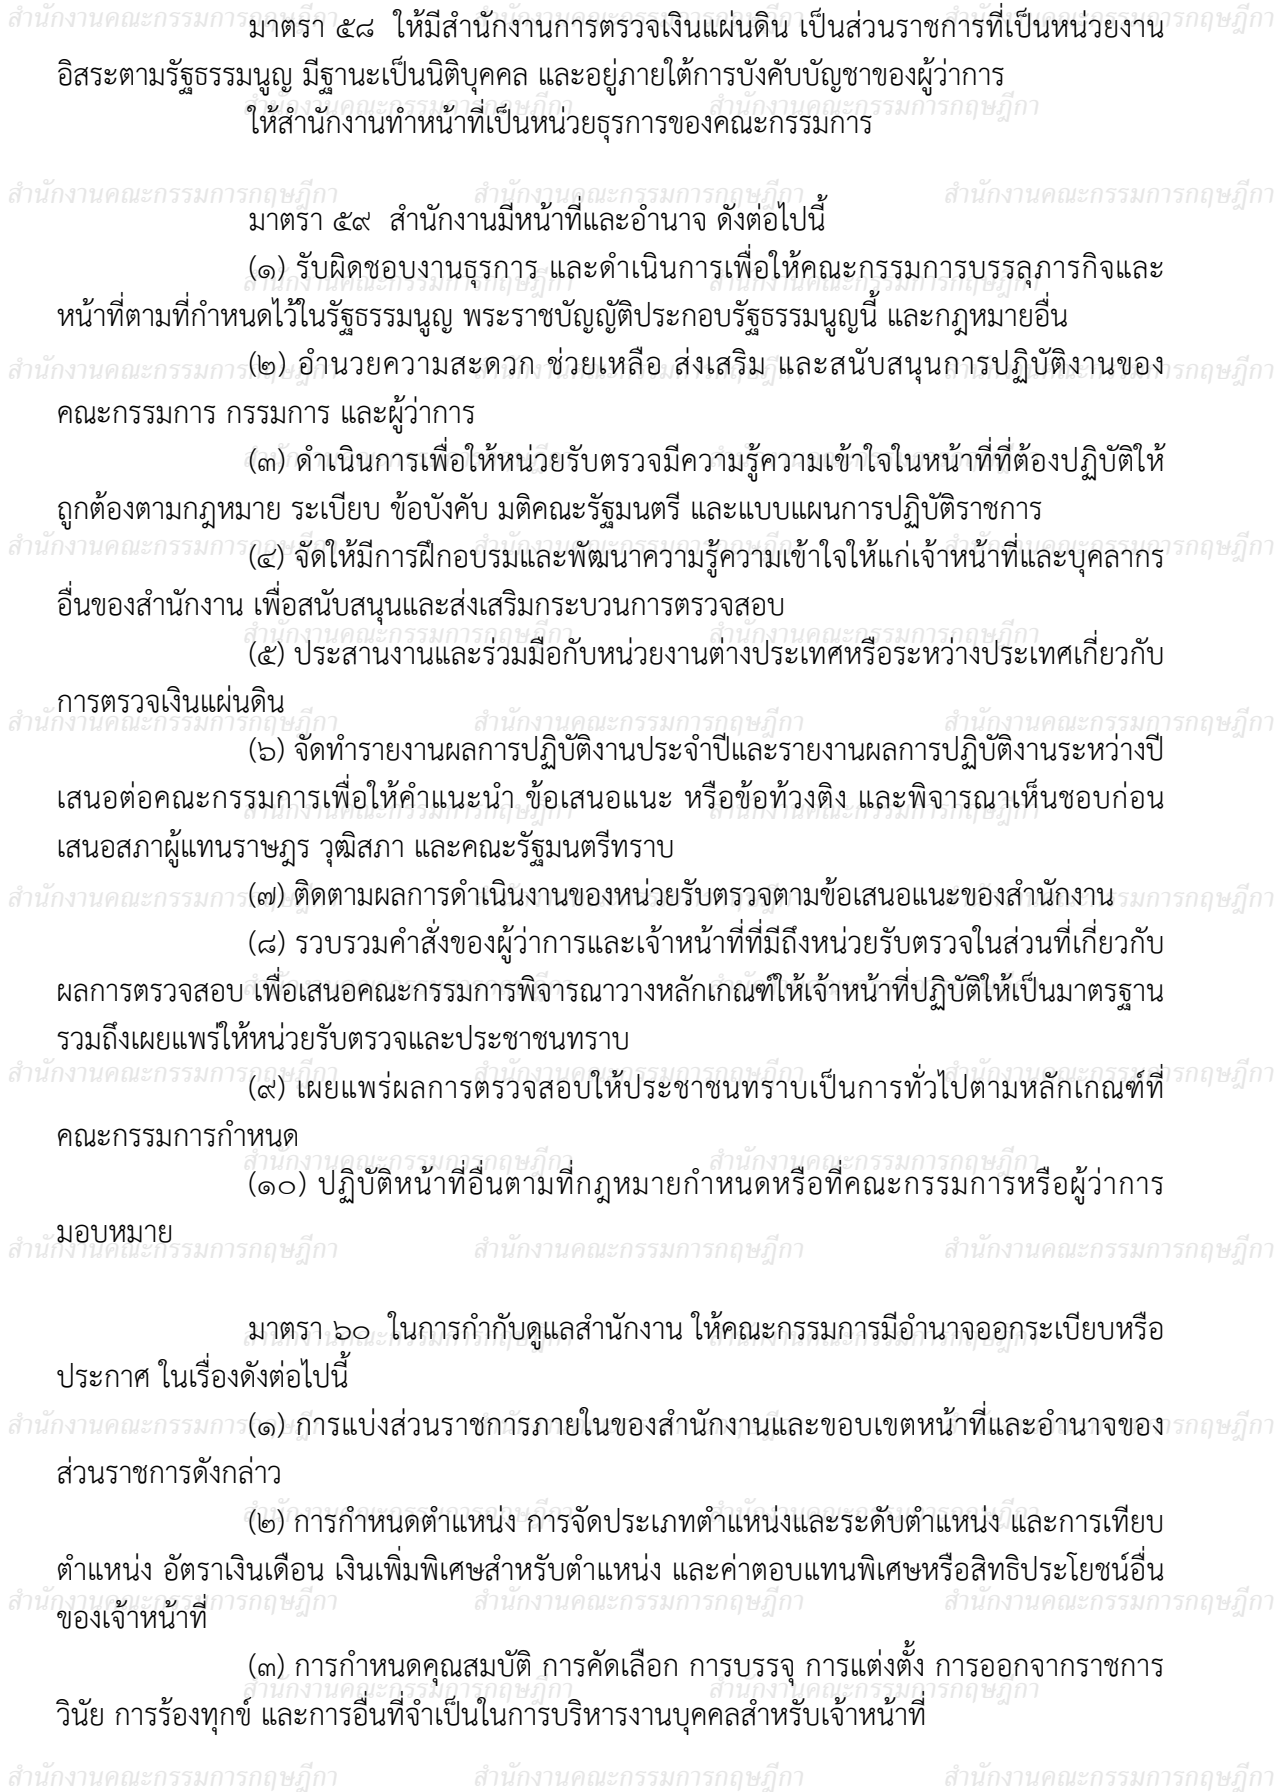 มาตรา ๕๘  ให้มีสำนักงานการตรวจเงินแผ่นดิน เป็นส่วนราชการที่เป็นหน่วยงาน
อิสระตามรัฐธรรมนูญ มีฐานะเป็นนิติบุคคล และอยู่ภายใต้การบังคับบัญชาของผู้ว่าการ
ให้สำนักงานทำหน้าที่เป็นหน่วยธุรการของคณะกรรมการ
มาตรา ๕๙  สำนักงานมีหน้าที่และอำนาจ ดังต่อไปนี้
(๑) รับผิดชอบงานธุรการ และดำเนินการเพื่อให้คณะกรรมการบรรลุภารกิจและ
หน้าที่ตามที่กำหนดไว้ในรัฐธรรมนูญ พระราชบัญญัติประกอบรัฐธรรมนูญนี้ และกฎหมายอื่น
(๒) อำนวยความสะดวก ช่วยเหลือ ส่งเสริม และสนับสนุนการปฏิบัติงานของ
คณะกรรมการ กรรมการ และผู้ว่าการ
(๓) ดำเนินการเพื่อให้หน่วยรับตรวจมีความรู้ความเข้าใจในหน้าที่ที่ต้องปฏิบัติให้
ถูกต้องตามกฎหมาย ระเบียบ ข้อบังคับ มติคณะรัฐมนตรี และแบบแผนการปฏิบัติราชการ
(๔) จัดให้มีการฝึกอบรมและพัฒนาความรู้ความเข้าใจให้แก่เจ้าหน้าที่และบุคลากร
อื่นของสำนักงาน เพื่อสนับสนุนและส่งเสริมกระบวนการตรวจสอบ
(๕) ประสานงานและร่วมมือกับหน่วยงานต่างประเทศหรือระหว่างประเทศเกี่ยวกับ
การตรวจเงินแผ่นดิน
(๖) จัดทำรายงานผลการปฏิบัติงานประจำปีและรายงานผลการปฏิบัติงานระหว่างปี
เสนอต่อคณะกรรมการเพื่อให้คำแนะนำ ข้อเสนอแนะ หรือข้อท้วงติง และพิจารณาเห็นชอบก่อน
เสนอสภาผู้แทนราษฎร วุฒิสภา และคณะรัฐมนตรีทราบ
(๗) ติดตามผลการดำเนินงานของหน่วยรับตรวจตามข้อเสนอแนะของสำนักงาน
(๘) รวบรวมคำสั่งของผู้ว่าการและเจ้าหน้าที่ที่มีถึงหน่วยรับตรวจในส่วนที่เกี่ยวกับ
ผลการตรวจสอบ เพื่อเสนอคณะกรรมการพิจารณาวางหลักเกณฑ์ให้เจ้าหน้าที่ปฏิบัติให้เป็นมาตรฐาน
รวมถึงเผยแพร่ให้หน่วยรับตรวจและประชาชนทราบ
(๙) เผยแพร่ผลการตรวจสอบให้ประชาชนทราบเป็นการทั่วไปตามหลักเกณฑ์ที่
คณะกรรมการกำหนด
(๑๐) ปฏิบัติหน้าที่อื่นตามที่กฎหมายกำหนดหรือที่คณะกรรมการหรือผู้ว่าการ
มอบหมาย
มาตรา ๖๐  ในการกำกับดูแลสำนักงาน ให้คณะกรรมการมีอำนาจออกระเบียบหรือ
ประกาศ ในเรื่องดังต่อไปนี้
(๑) การแบ่งส่วนราชการภายในของสำนักงานและขอบเขตหน้าที่และอำนาจของ
ส่วนราชการดังกล่าว
(๒) การกำหนดตำแหน่ง การจัดประเภทตำแหน่งและระดับตำแหน่ง และการเทียบ
ตำแหน่ง อัตราเงินเดือน เงินเพิ่มพิเศษสำหรับตำแหน่ง และค่าตอบแทนพิเศษหรือสิทธิประโยชน์อื่น
ของเจ้าหน้าที่
(๓) การกำหนดคุณสมบัติ การคัดเลือก การบรรจุ การแต่งตั้ง การออกจากราชการ
วินัย การร้องทุกข์ และการอื่นที่จำเป็นในการบริหารงานบุคคลสำหรับเจ้าหน้าที่
สำนักงานคณะกรรมการกฤษฎีกา สำนักงานคณะกรรมการกฤษฎีกา สำนักงานคณะกรรมการกฤษฎีกา